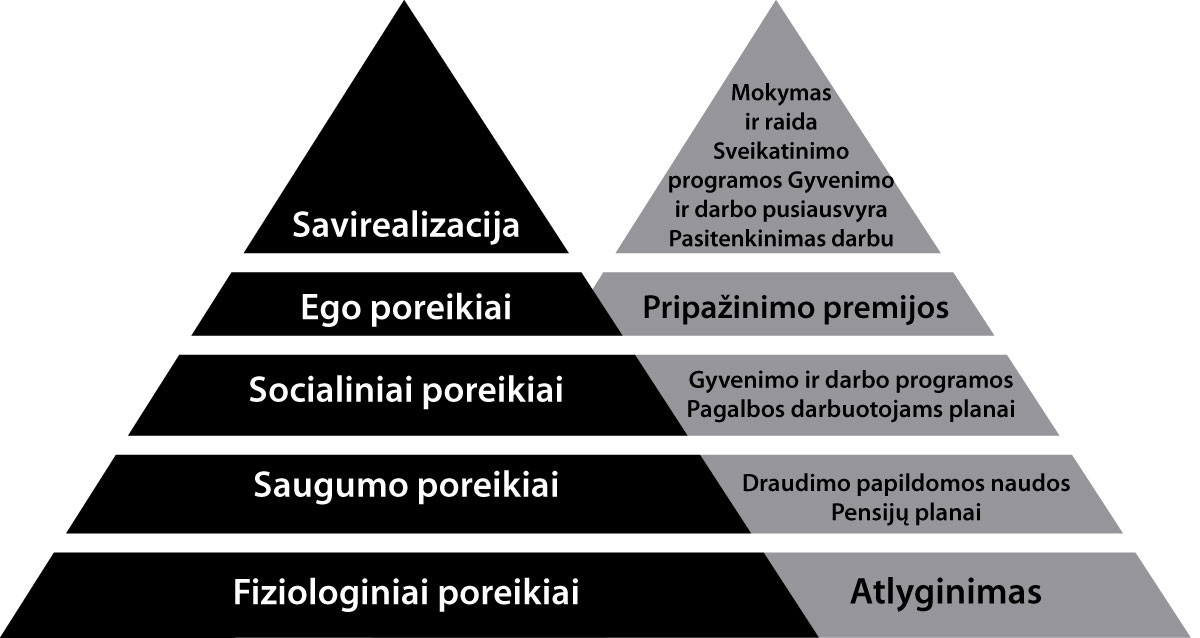 Mokymas
ir raida
Sveikatinimo
programos Gyvenimo
ir darbo pusiausvyra
Pasitenkinimas darbu
Savirealizacija
Ego poreikiai
Pripažinimo premijos
Socialiniai poreikiai
Gyvenimo ir darbo programos
Pagalbos darbuotojams planai
Saugumo poreikiai
Draudimo papildomos naudos
Pensijų planai
Fiziologiniai poreikiai
Atlyginimas